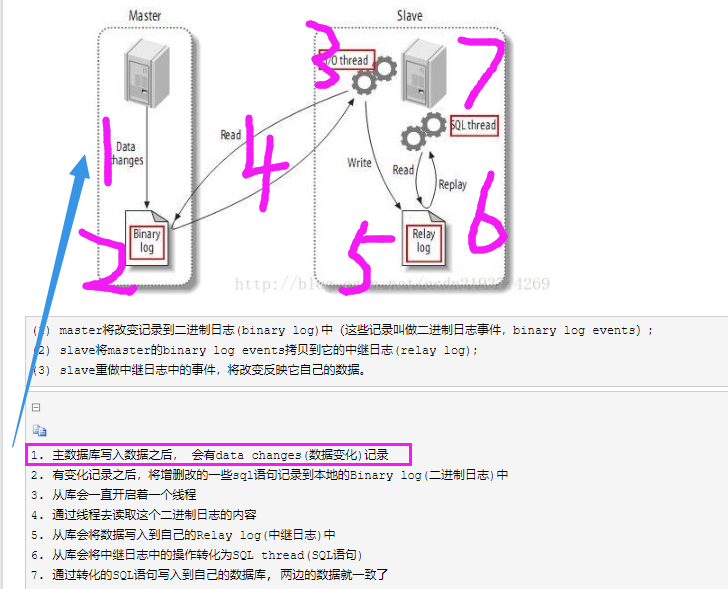 Master
Slave
1
Data changes
2
Binary log
Read
4
3
I/O thread
7
SQL thread
Write
Read
Replay
5
Relay log
6
(1) master将改变记录到二进制日志(binary log)中（这些记录叫做二进制日志事件，binary log events）;
(2) slave将master的binary log events拷贝到它的中继日志(relay log);
(3) slave重做中继日志中的事件，将改变反映它自己的数据。
1. 主数据库写入数据之后， 会有data changes(数据变化)记录
2. 有变化记录之后，将增删改的一些sql语句记录到本地的Binary log(二进制日志)中
3. 从库会一直开启着一个线程
4. 通过线程去读取这个二进制日志的内容
5. 从库会将数据写入到自己的Relay log(中继日志)中
6. 从库会将中继日志中的操作转化为SQL thread(SQL语句)
7. 通过转化的SQL语句写入到自己的数据库, 两边的数据就一致了